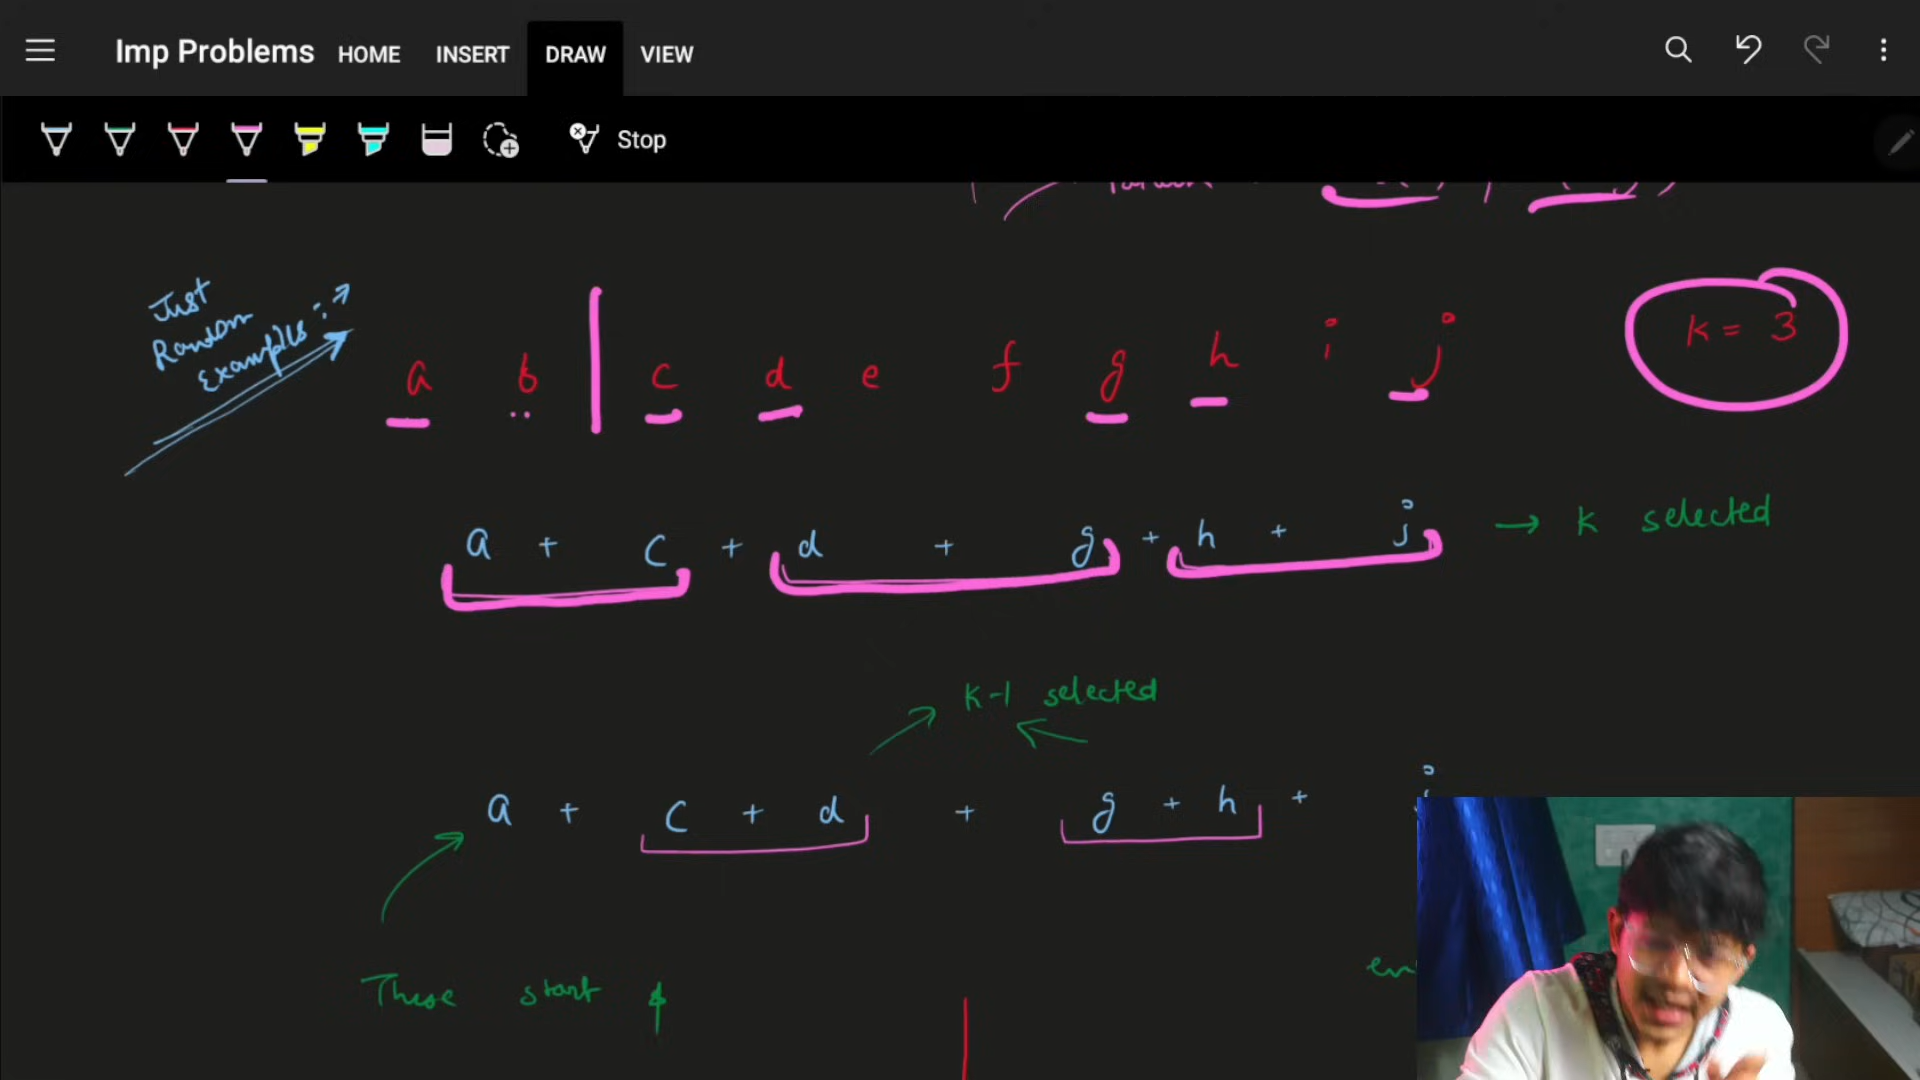 Imp Problems HOME INSERT DRAW VIEW
Stop
Just
Random
Examples :
a b c d e f g h i j
k = 3
a + c + d + g + h + j → k selected
k-1 selected
a + c + d + g + h + j
These start &